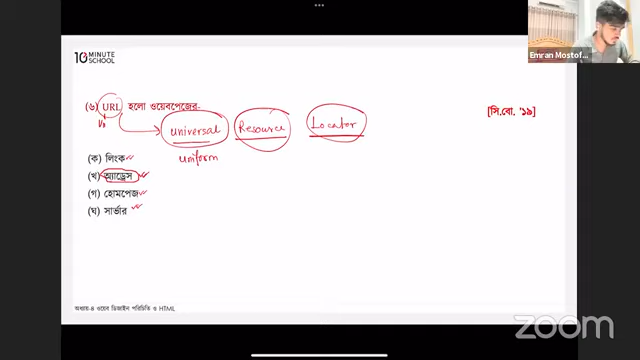 10 MINUTE SCHOOL
Emran Mostof...
(৬) URL হলো ওয়েবপেজের-
[সি.বো. '১৯]
universal Resource Locator
uniform
(ক) লিংক
(খ) অ্যাড্রেস
(গ) হোমপেজ
(ঘ) সার্ভার
অধ্যায়-৪ ওয়েব ডিজাইন পরিচিতি ও HTML
zoom